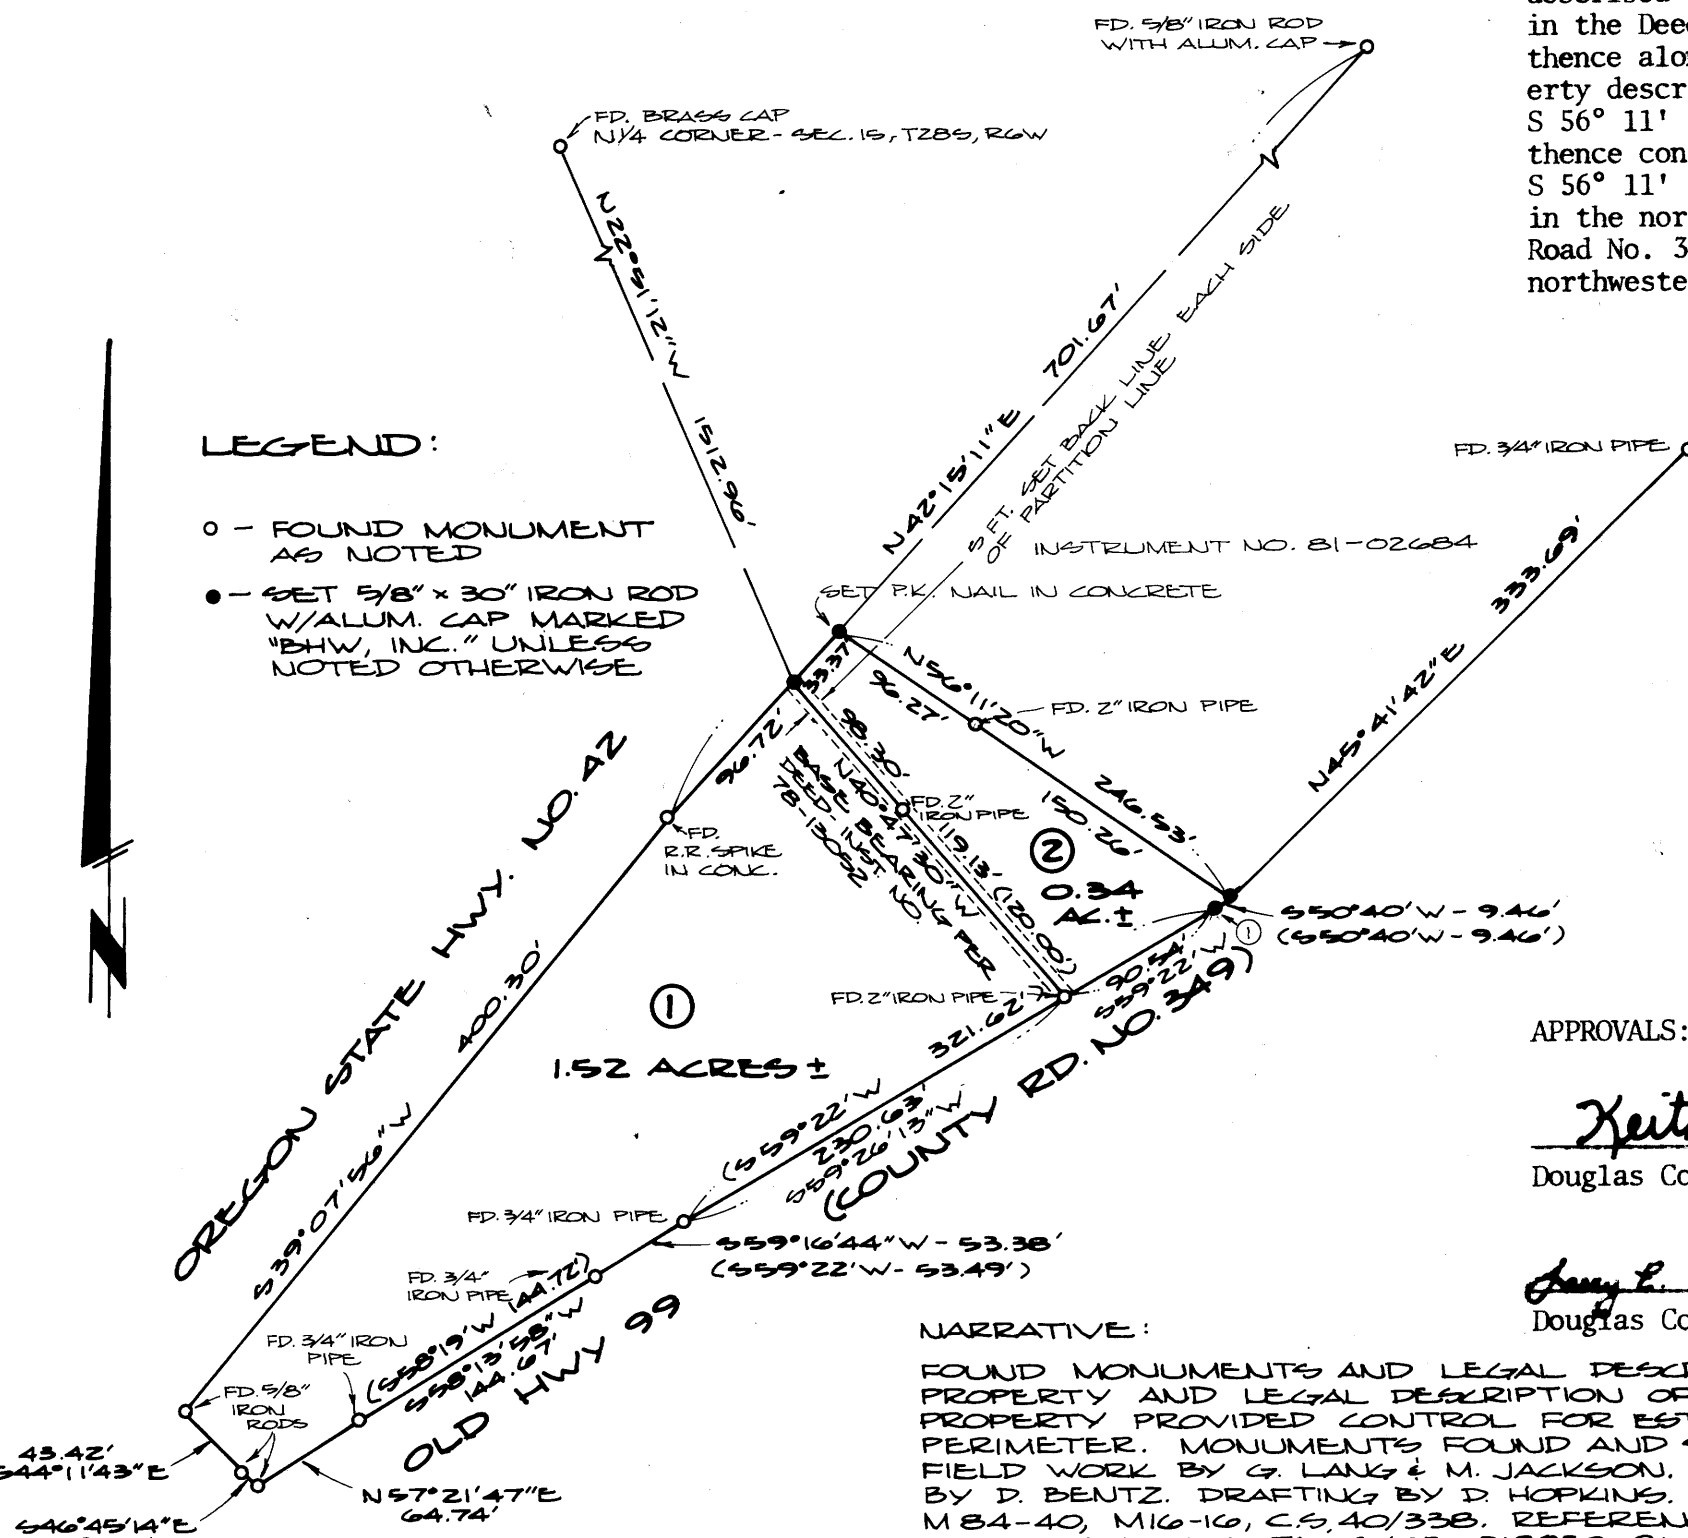 FD. 5/8" IRON ROD
WITH ALUM. CAP
FD. BRASS CAP
N1/4 CORNER - SEC. 15, T28S, R6W
N22°51'12"W
1512.96'
701.67'
N42°15'11"E
5 FT. SET BACK LINE EACH SIDE
OF PARTITION LINE
in the Deed
S 56° 11'
S 56° 11'
in the nor
Road No. 3
northweste
LEGEND:
○ - FOUND MONUMENT
AS NOTED
● - SET 5/8" x 30" IRON ROD
W/ALUM. CAP MARKED
"BHW, INC." UNLESS
NOTED OTHERWISE
FD. 3/4" IRON PIPE
INSTRUMENT NO. 81-02684
333.69'
N45°41'42"E
SET P.K. NAIL IN CONCRETE
33.37'
N56°11'20"W
96.27'
FD. 2" IRON PIPE
246.53'
150.26'
96.72'
98.30'
N40°47'30"W
BASE BEARING PER
DEED- INST. NO.
78-13052
FD. 2"
IRON PIPE
119.13-(120.00')
2
0.34
AC.±
FD.
R.R. SPIKE
IN CONC.
S50°40'W - 9.46'
(S50°40'W - 9.46')
1
90.54'
S59°22'W
FD. 2" IRON PIPE
321.62'
OREGON STATE HWY. NO. 42
400.30'
S39°07'56"W
1
1.52 ACRES ±
(S59°22'W
230.63'
S59°26'13"W
(COUNTY RD. NO. 349)
N
FD. 3/4" IRON PIPE
S59°16'44"W - 53.38'
(S59°22'W - 53.49')
FD. 3/4"
IRON PIPE
(S58°19'W 144.72')
S58°13'58"W
144.67'
OLD HWY 99
FD. 3/4" IRON
PIPE
FD. 5/8"
IRON
RODS
43.42'
S44°11'43"E
S46°45'14"E
N57°21'47"E
64.74'
APPROVALS:
Keit
Douglas Co
Douglas Co
NARRATIVE:
FOUND MONUMENTS AND LEGAL DESCR
PROPERTY AND LEGAL DESCRIPTION OF
PROPERTY PROVIDED CONTROL FOR EST
PERIMETER. MONUMENTS FOUND AND
FIELD WORK BY G. LANG & M. JACKSON.
BY D. BENTZ. DRAFTING BY D. HOPKINS.
M 84-40, M16-16, C.S. 40/338. REFEREN